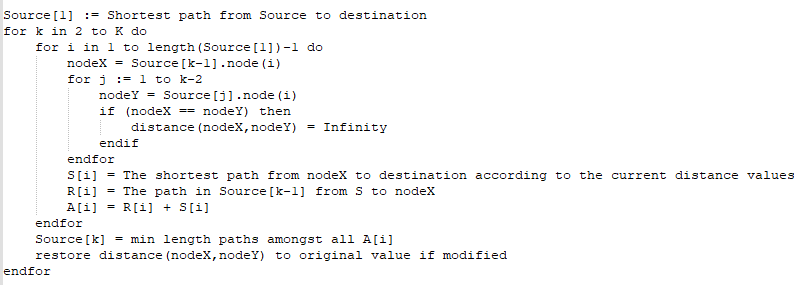 Source[1] := Shortest path from Source to destination
for k in 2 to K do
    for i in 1 to length(Source[1])-1 do
        nodeX = Source[k-1].node(i)
        for j := 1 to k-2
            nodeY = Source[j].node(i)
            if (nodeX == nodeY) then
                distance(nodeX,nodeY) = Infinity
            endif
        endfor
        S[i] = The shortest path from nodeX to destination according to the current distance values
        R[i] = The path in Source[k-1] from S to nodeX
        A[i] = R[i] + S[i]
    endfor
    Source[k] = min length paths amongst all A[i]
    restore distance(nodeX,nodeY) to original value if modified
endfor